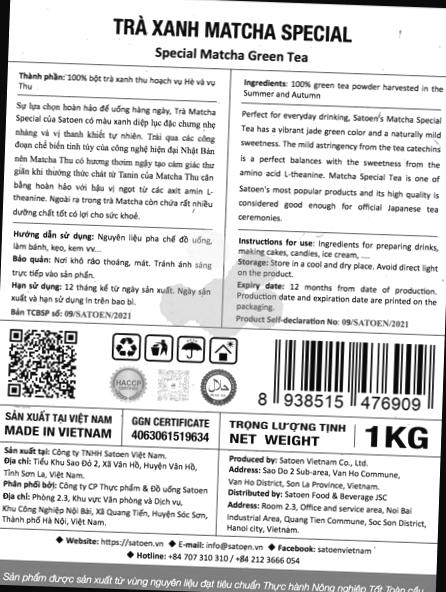 TRÀ XANH MATCHA SPECIAL
Special Matcha Green Tea
Thành phần: 100% bột trà xanh thu hoạch vụ Hè và vụ
Thu
Sự lựa chọn hoàn hảo để uống hàng ngày, Trà Matcha
Special của Satoen có màu xanh diệp lục đặc chưng nhẹ
nhàng và vị thanh khiết tự nhiên. Trải qua các công
đoạn chế biến tinh túy của công nghệ hiện đại Nhật Bản
nên Matcha Thu có hương thơm ngậy tạo cảm giác thư
giãn khi thưởng thức chát từ Tanin của Matcha Thu cân
bằng hoàn hảo với hậu vị ngọt từ các axit amin L-
theanine. Ngoài ra trong trà Matcha còn chứa rất nhiều
dưỡng chất tốt có lợi cho sức khoẻ.
Hướng dẫn sử dụng: Nguyên liệu pha chế đồ uống,
làm bánh, kẹo, kem vv...
Bảo quản: Nơi khô ráo thoáng, mát. Tránh ánh sáng
trực tiếp vào sản phẩm.
Hạn sử dụng: 12 tháng kể từ ngày sản xuất. Ngày sản
xuất và hạn sử dụng in trên bao bì.
Bản TCBSP số: 09/SATOEN/2021
Ingredients: 100% green tea powder harvested in the
Summer and Autumn
Perfect for everyday drinking, Satoen's Matcha Special
Tea has a vibrant jade green color and a naturally mild
sweetness. The mild astringency from the tea catechins
is a perfect balances with the sweetness from the
amino acid L-theanine. Matcha Special Tea is one of
Satoen's most popular products and its high quality is
considered good enough for official Japanese tea
ceremonies.
Instructions for use: Ingredients for preparing drinks,
making cakes, candies, ice cream, ....
Storage: Store in a cool and dry place. Avoid direct light
on the product.
Expiry date: 12 months from date of production.
Production date and expiration date are printed on the
packaging.
Product Self-declaration No: 09/SATOEN/2021
HACCP
8 938515 476909
SẢN XUẤT TẠI VIỆT NAM
MADE IN VIETNAM
GGN CERTIFICATE
4063061519634
TRỌNG LƯỢNG TỊNH
NET WEIGHT
1KG
Sản xuất tại: Công ty TNHH Satoen Việt Nam.
Địa chỉ: Tiểu Khu Sao Đỏ 2, Xã Vân Hồ, Huyện Vân Hồ,
Tỉnh Sơn La, Việt Nam.
Phân phối bởi: Công ty CP Thực phẩm & Đồ uống Satoen
Địa chỉ: Phòng 2.3, Khu vực Văn phòng và Dịch vụ,
Khu Công Nghiệp Nội Bài, Xã Quang Tiến, Huyện Sóc Sơn,
Thành phố Hà Nội, Việt Nam.
Produced by: Satoen Vietnam Co., Ltd.
Address: Sao Do 2 Sub-area, Van Ho Commune,
Van Ho District, Son La Province, Vietnam.
Distributed by: Satoen Food & Beverage JSC
Address: Room 2.3, Office and service area, Noi Bai
Industrial Area, Quang Tien Commune, Soc Son District,
Hanoi city, Vietnam.
◆ Website: https://satoen.vn ◆ E-mail: info@satoen.vn ◆ Facebook: satoenvietnam
◆ Hotline: +84 707 310 310 / +84 212 3666 054
Sản phẩm được sản xuất từ vùng nguyên liệu đạt tiêu chuẩn Thực hành Nông nghiệp Tốt Toàn cầu